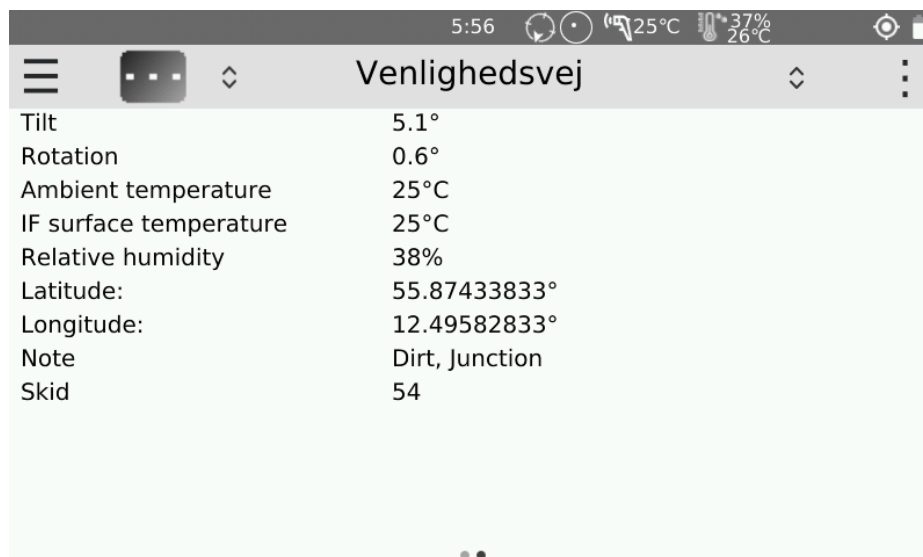 5:56 25°C 37%
26°C
Venlighedsvej
Tilt 5.1°
Rotation 0.6°
Ambient temperature 25°C
IF surface temperature 25°C
Relative humidity 38%
Latitude: 55.87433833°
Longitude: 12.49582833°
Note Dirt, Junction
Skid 54